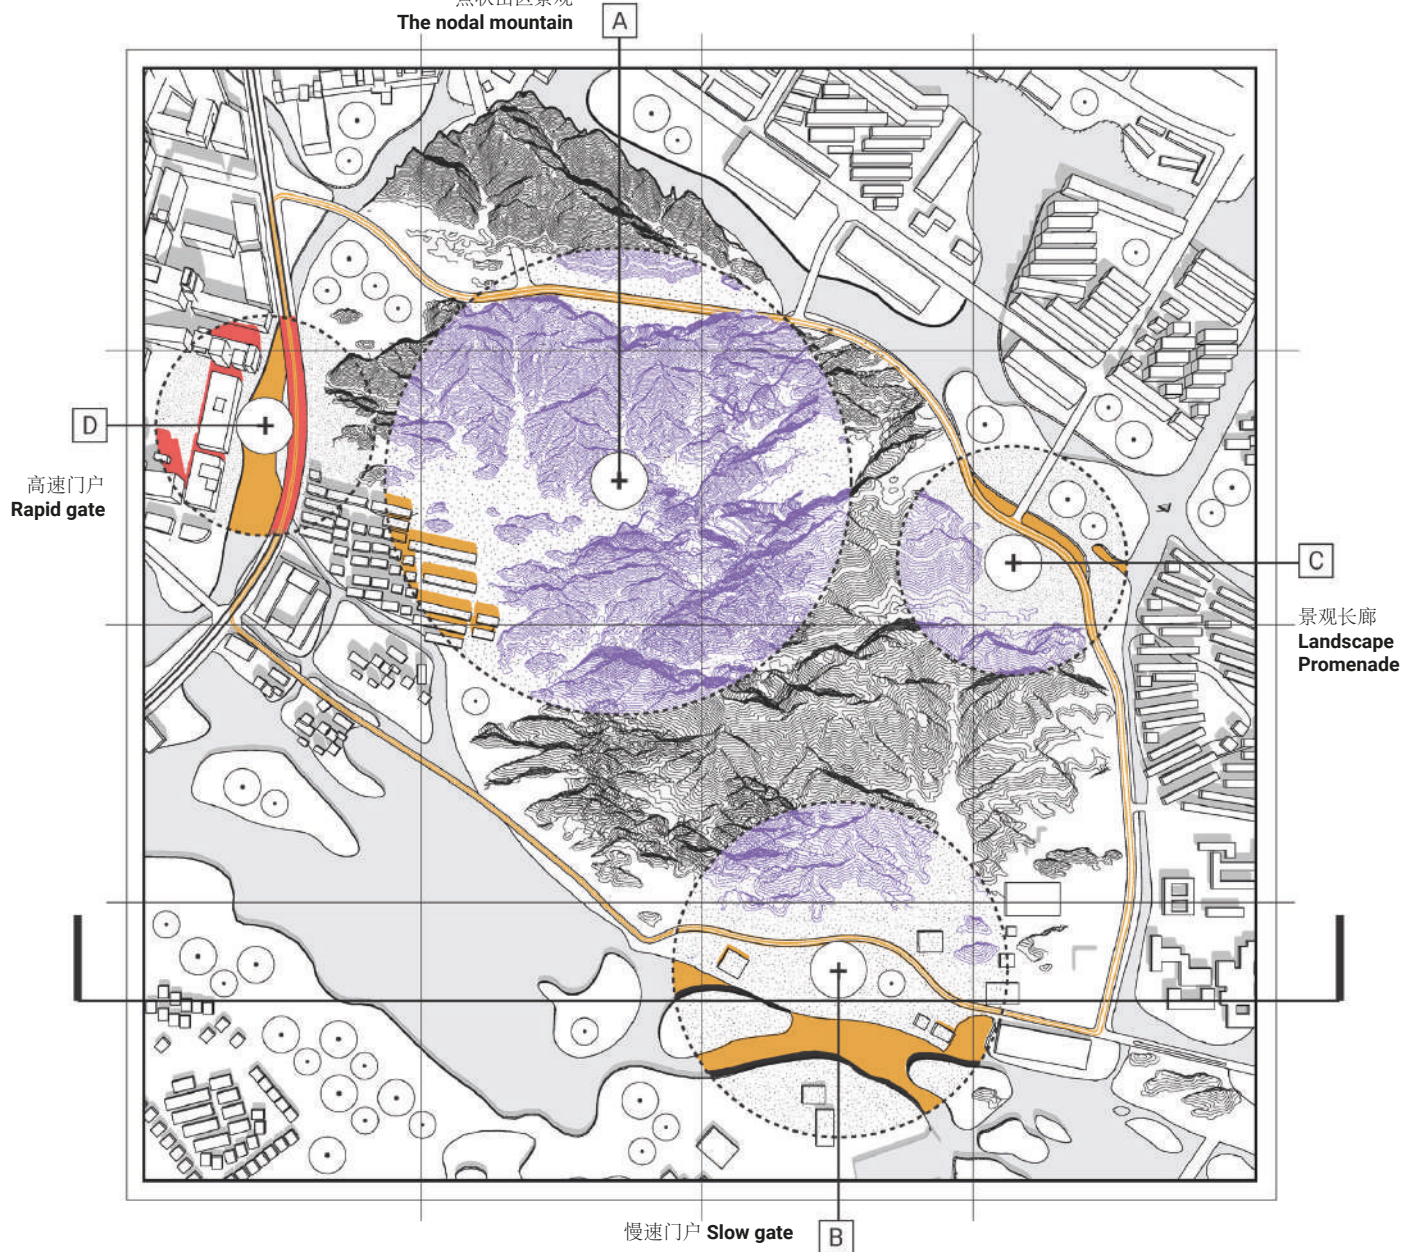 The nodal mountain
A
D
高速门户
Rapid gate
C
景观长廊
Landscape
Promenade
慢速门户 Slow gate
B